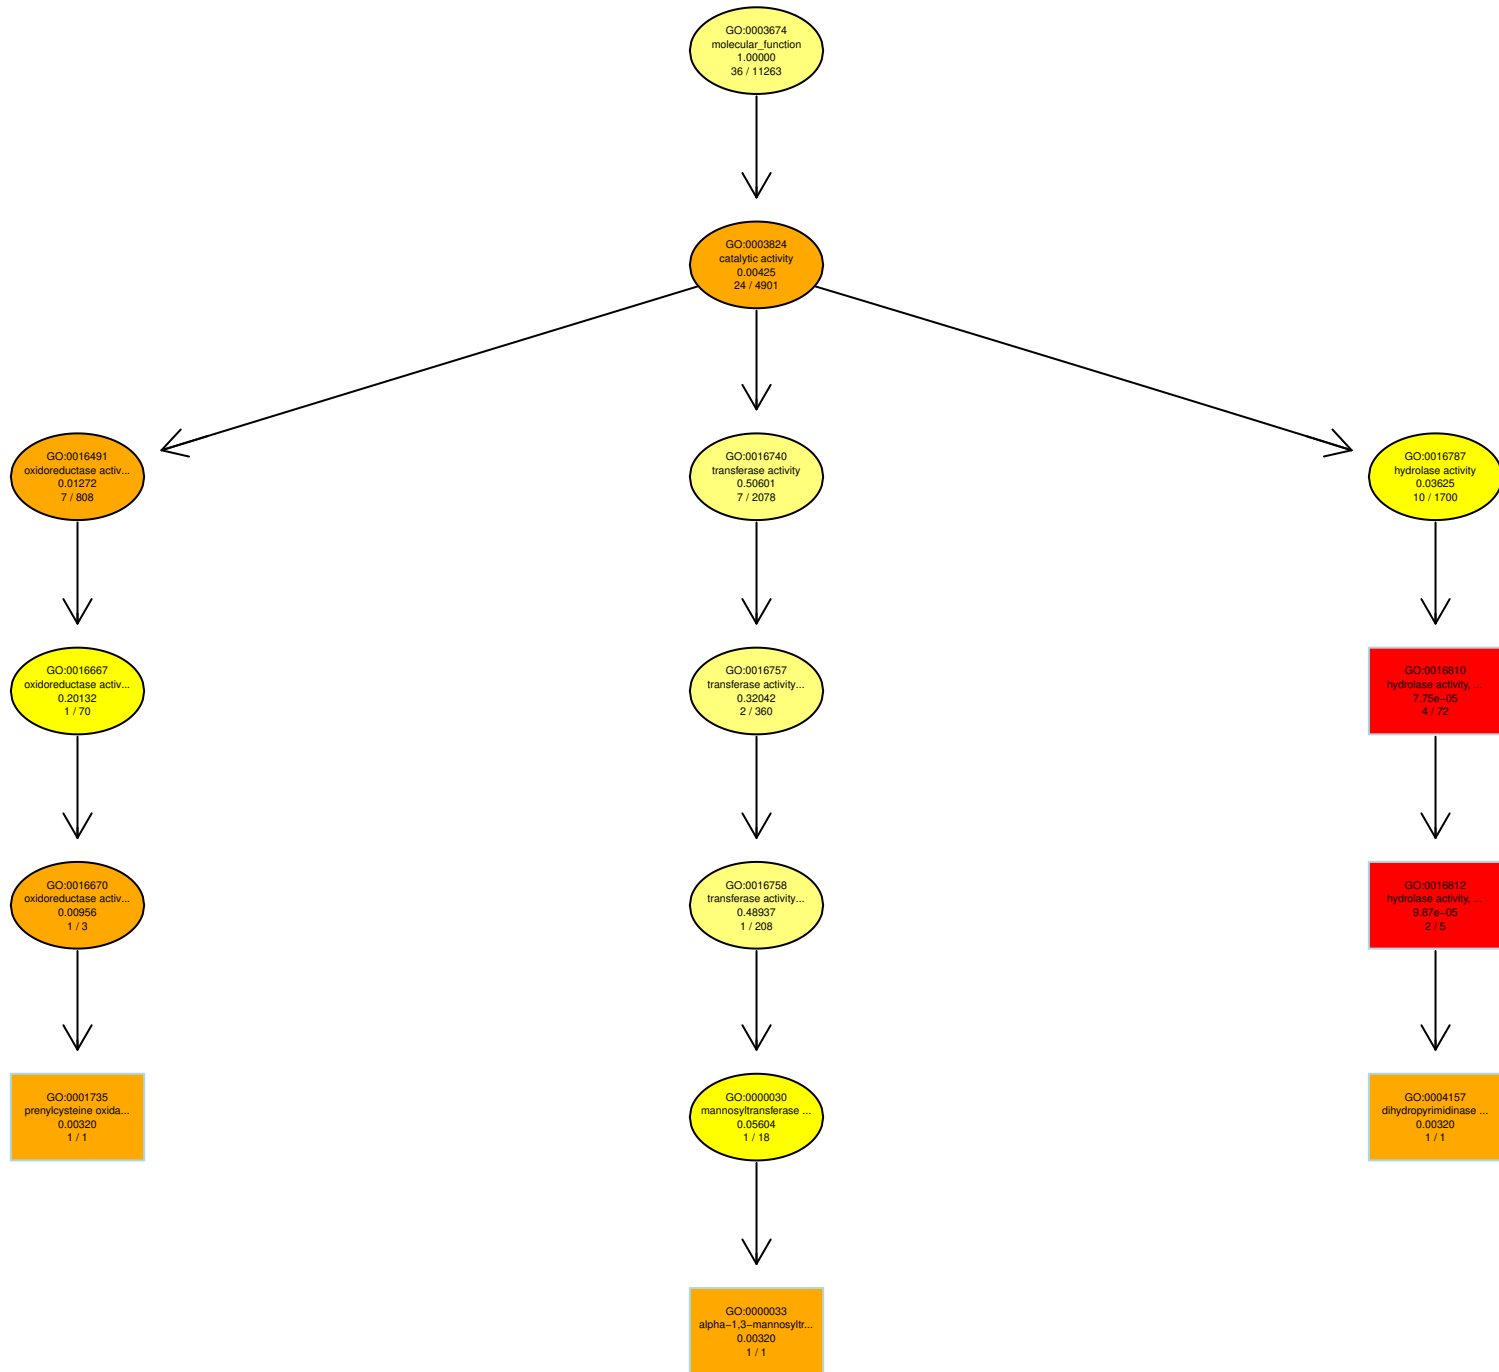 GO:0003674
molecular_function
1.00000
36 / 11263
GO:0003824
catalytic activity
0.00425
24 / 4901
GO:0016491
oxidoreductase activ...
0.01272
7 / 808
GO:0016740
transferase activity
0.50601
7 / 2078
GO:0016787
hydrolase activity
0.03625
10 / 1700
GO:0016667
oxidoreductase activ...
0.20132
1 / 70
GO:0016757
transferase activity...
0.32042
2 / 360
GO:0016810
hydrolase activity, ...
7.75e−05
4 / 72
GO:0016670
oxidoreductase activ...
0.00956
1 / 3
GO:0016758
transferase activity...
0.48937
1 / 208
GO:0016812
hydrolase activity, ...
9.87e−05
2 / 5
GO:0001735
prenylcysteine oxida...
0.00320
1 / 1
GO:0000030
mannosyltransferase ...
0.05604
1 / 18
GO:0004157
dihydropyrimidinase ...
0.00320
1 / 1
GO:0000033
alpha−1,3−mannosyltr...
0.00320
1 / 1